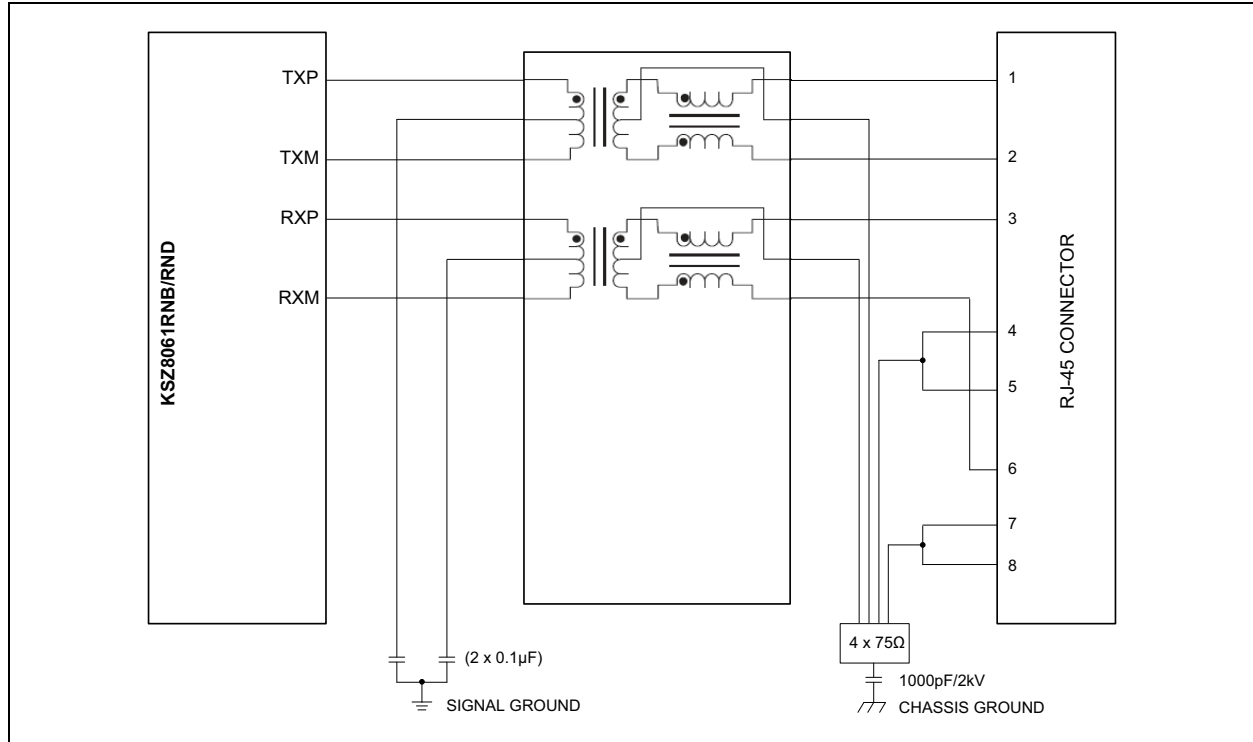 KSZ8061RNB/RND
TXP
TXM
RXP
RXM
1
2
3
4
5
6
7
8
RJ-45 CONNECTOR
(2 x 0.1µF)
SIGNAL GROUND
4 x 75Ω
1000pF/2kV
CHASSIS GROUND